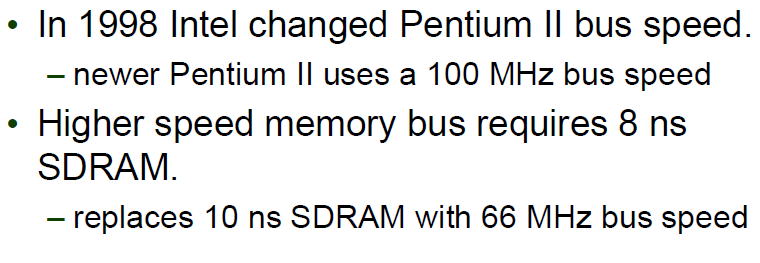 • In 1998 Intel changed Pentium II bus speed.
– newer Pentium II uses a 100 MHz bus speed
• Higher speed memory bus requires 8 ns
SDRAM.
– replaces 10 ns SDRAM with 66 MHz bus speed